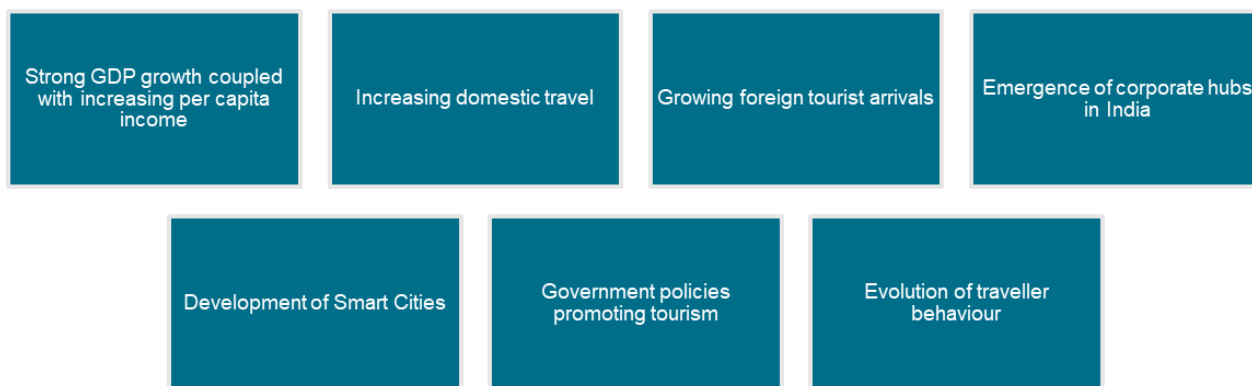 Strong GDP growth coupled
with increasing per capita
income
Increasing domestic travel
Growing foreign tourist arrivals
Emergence of corporate hubs
in India
Development of Smart Cities
Government policies
promoting tourism
Evolution of traveller
behaviour